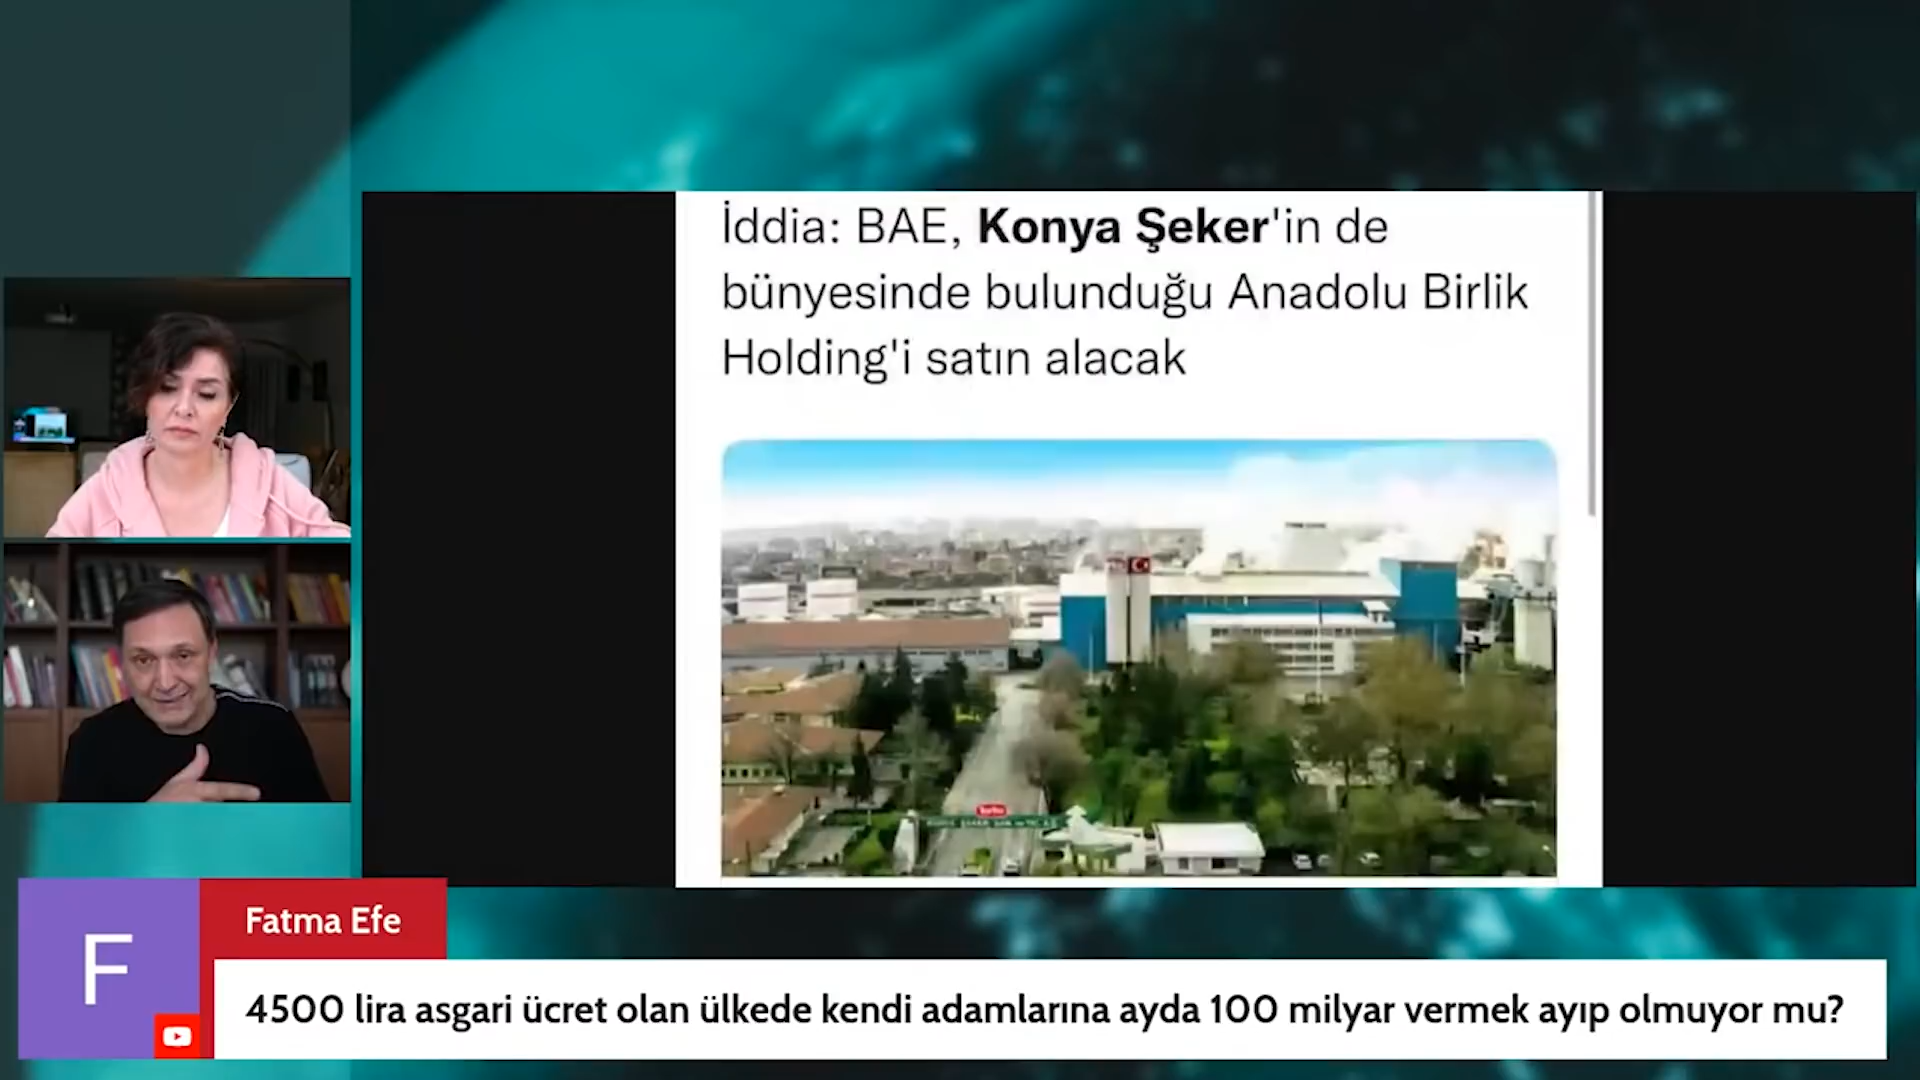 İddia: BAE, Konya Şeker'in de
bünyesinde bulunduğu Anadolu Birlik
Holding'i satın alacak
Fatma Efe
F
4500 lira asgari ücret olan ülkede kendi adamlarına ayda 100 milyar vermek ayıp olmuyor mu?